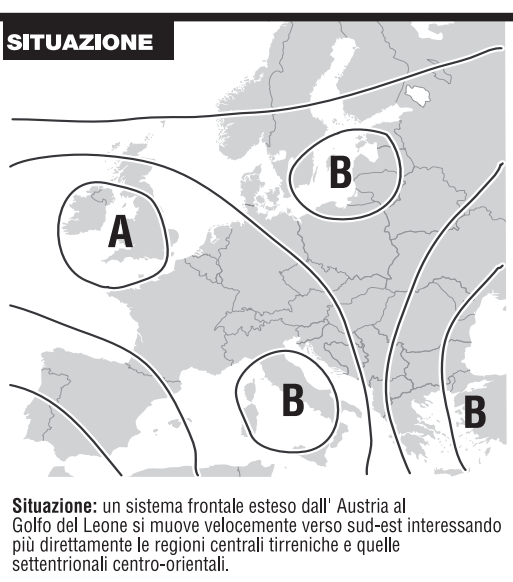 SITUAZIONE
B
A
B
B
Situazione: un sistema frontale esteso dall' Austria al
Golfo del Leone si muove velocemente verso sud-est interessando
più direttamente le regioni centrali tirreniche e quelle
settentrionali centro-orientali.